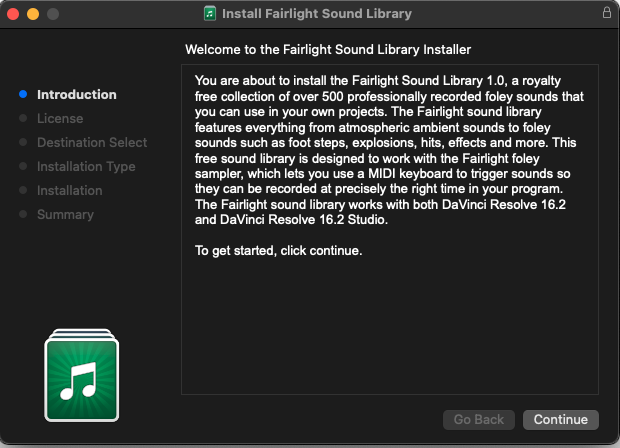 Install Fairlight Sound Library
Welcome to the Fairlight Sound Library Installer
Introduction
License
Destination Select
Installation Type
Installation
Summary
You are about to install the Fairlight Sound Library 1.0, a royalty
free collection of over 500 professionally recorded foley sounds that
you can use in your own projects. The Fairlight sound library
features everything from atmospheric ambient sounds to foley
sounds such as foot steps, explosions, hits, effects and more. This
free sound library is designed to work with the Fairlight foley
sampler, which lets you use a MIDI keyboard to trigger sounds so
they can be recorded at precisely the right time in your program.
The Fairlight sound library works with both DaVinci Resolve 16.2
and DaVinci Resolve 16.2 Studio.
To get started, click continue.
Go Back
Continue